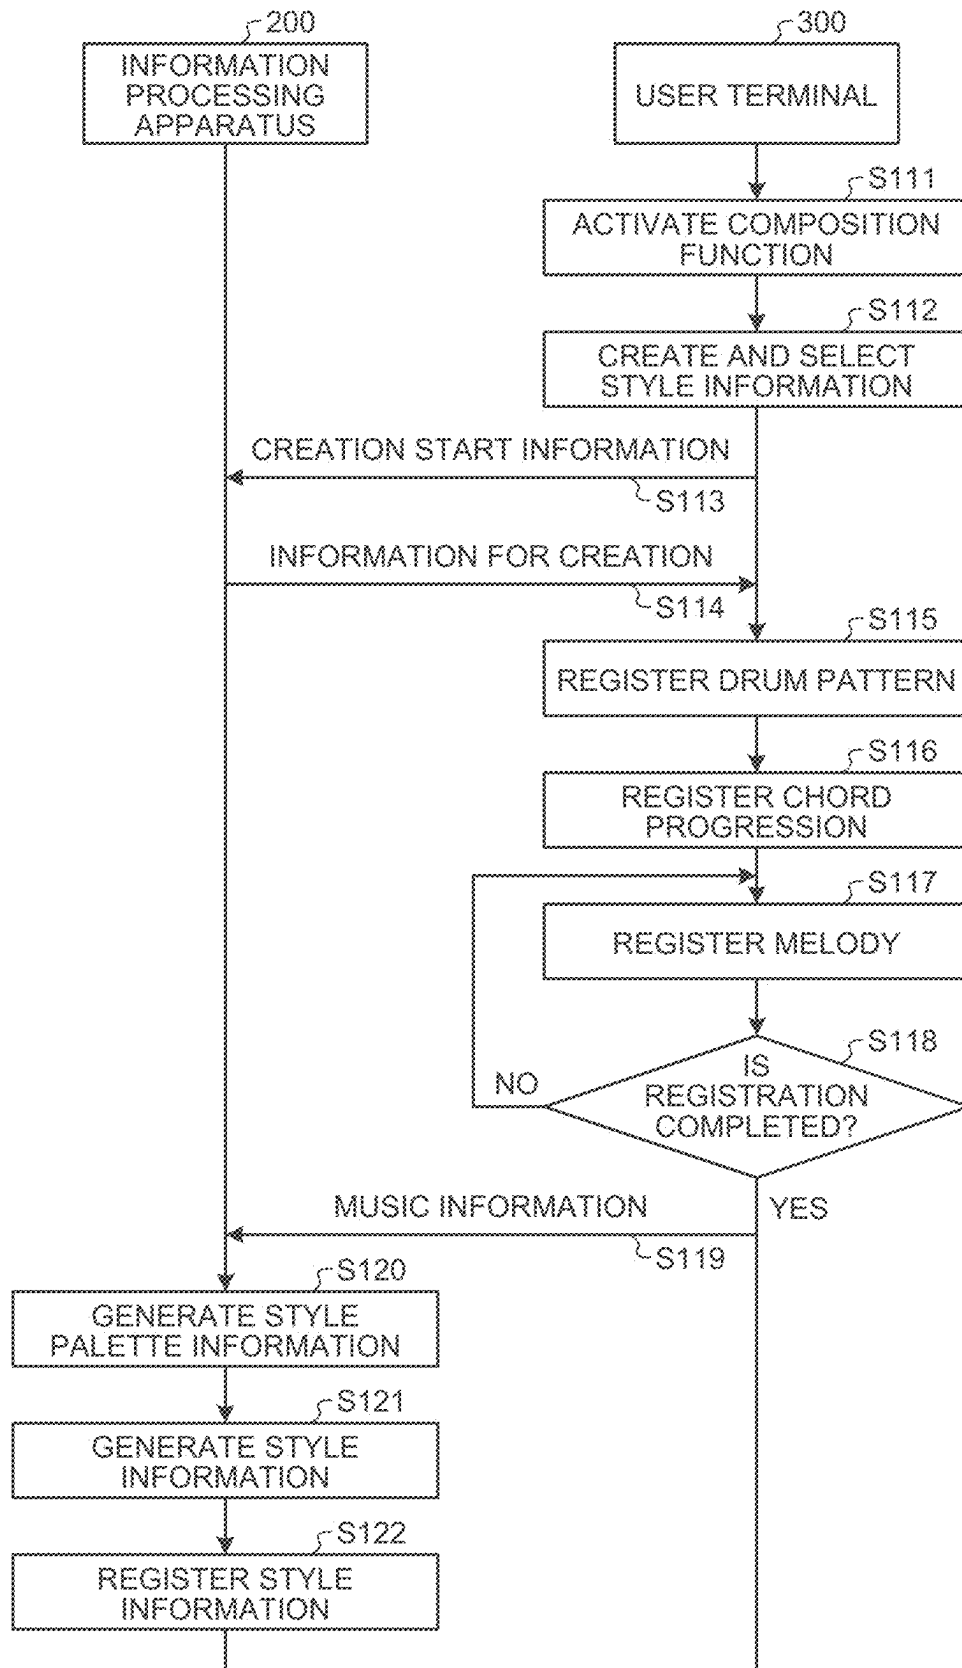 200
INFORMATION
PROCESSING
APPARATUS
300
USER TERMINAL
S111
ACTIVATE COMPOSITION
FUNCTION
S112
CREATE AND SELECT
STYLE INFORMATION
CREATION START INFORMATION
S113
INFORMATION FOR CREATION
S114
S115
REGISTER DRUM PATTERN
S116
REGISTER CHORD
PROGRESSION
S117
REGISTER MELODY
S118
IS
REGISTRATION
COMPLETED?
NO
YES
MUSIC INFORMATION
S119
S120
GENERATE STYLE
PALETTE INFORMATION
S121
GENERATE STYLE
INFORMATION
S122
REGISTER STYLE
INFORMATION